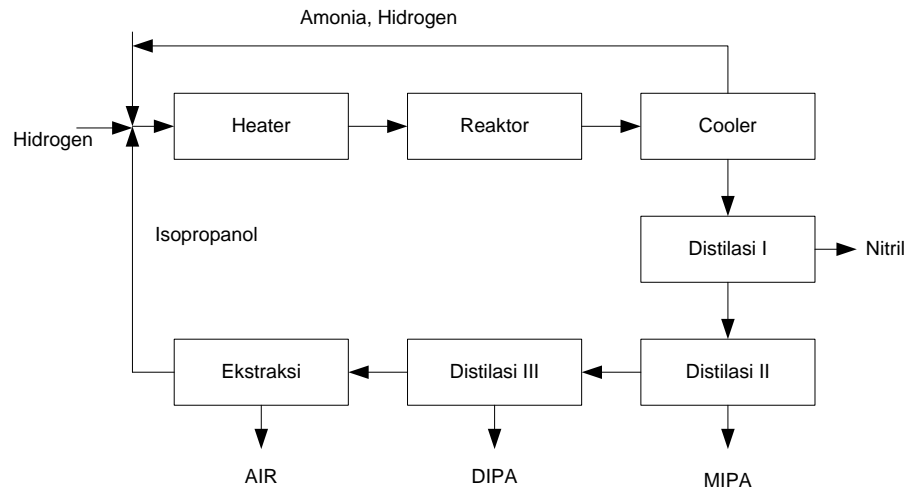 Amonia, Hidrogen
Heater
Reaktor
Cooler
Hidrogen
Isopropanol
Distilasi I
Nitril
Ekstraksi
Distilasi III
Distilasi II
AIR
DIPA
MIPA